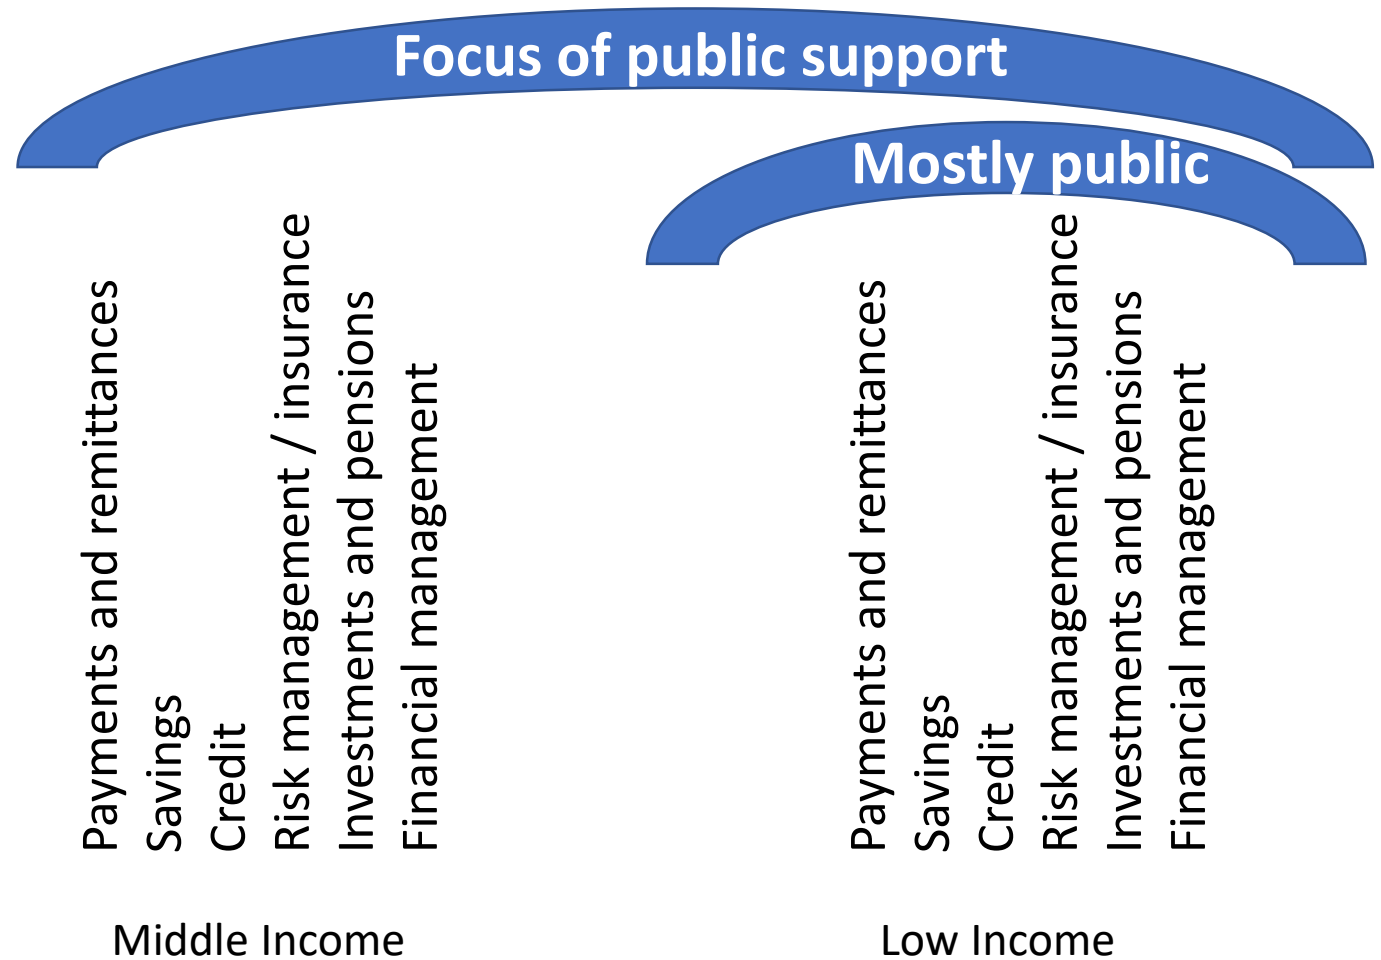 Focus of public support
Mostly public
Payments and remittances
Savings
Credit
Risk management / insurance
Investments and pensions
Financial management
Payments and remittances
Savings
Credit
Risk management / insurance
Investments and pensions
Financial management
Middle Income
Low Income